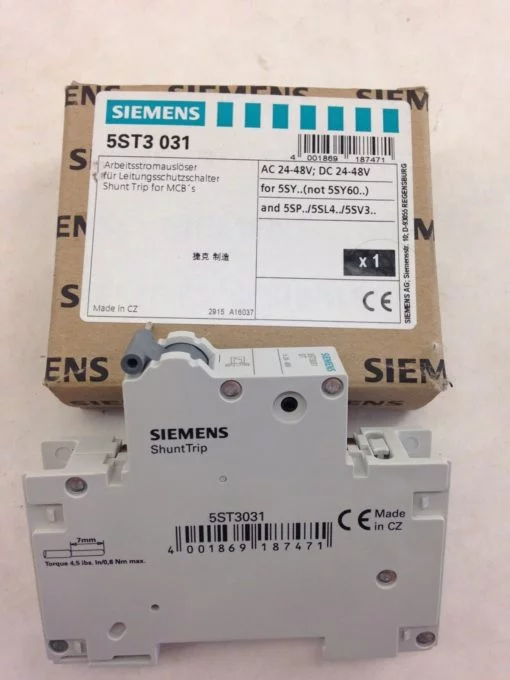 SIEMENS
5ST3 031
4 001869 187471
Arbeitsstromauslöser
für Leitungsschutzschalter
Shunt Trip for MCB´s
AC 24-48V; DC 24-48V
for 5SY..(not 5SY60..)
and 5SP../5SL4../5SV3..
捷克 制造
x 1
Made in CZ
2915 A16037
CE
SIEMENS AG; Siemensstr. 10; D-93055 REGENSBURG
SIEMENS
ENS
SIEMENS
SIEMENS
SIEMENS
ShuntTrip
5ST3031
4 001869 187471
CE Made
in CZ
7mm
Torque 4,5 lbs. In/0,8 Nm max.